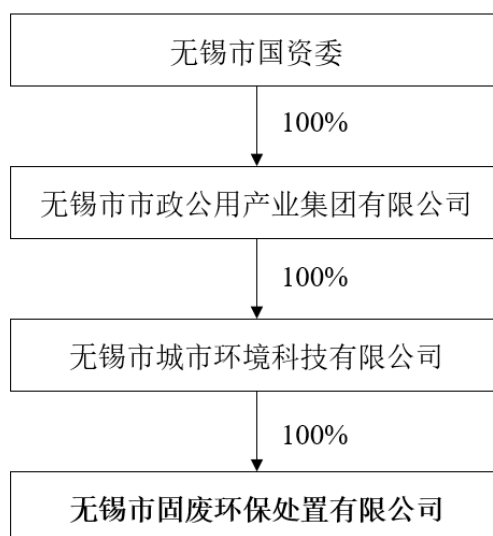 无锡市国资委
100%
无锡市市政公用产业集团有限公司
100%
无锡市城市环境科技有限公司
100%
无锡市固废环保处置有限公司